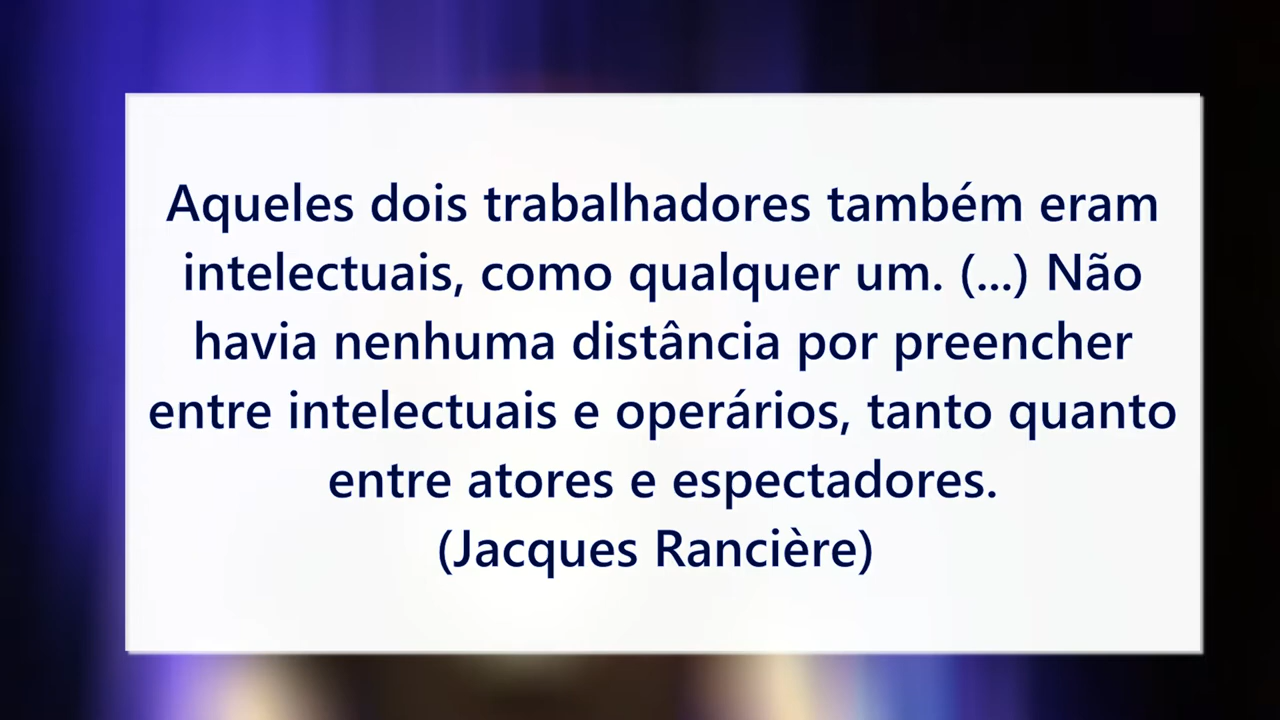 Aqueles dois trabalhadores também eram
intelectuais, como qualquer um. (...) Não
havia nenhuma distância por preencher
entre intelectuais e operários, tanto quanto
entre atores e espectadores.
(Jacques Rancière)